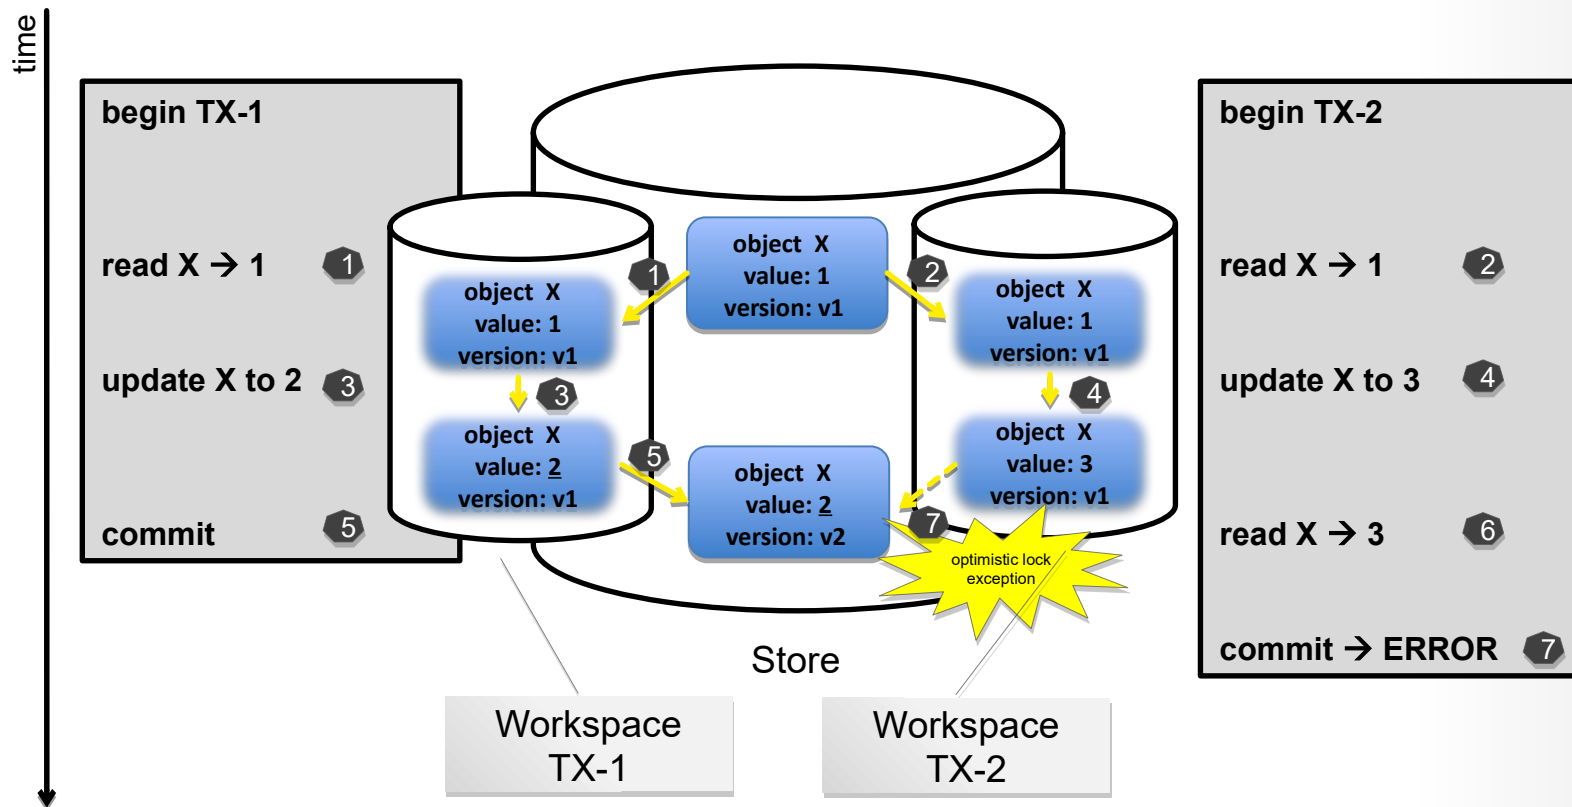 time
begin TX-1
read X → 1
1
update X to 2
3
commit
5
object X
value: 1
version: v1
3
object X
value: 2
version: v1
1
object X
value: 1
version: v1
2
5
object X
value: 2
version: v2
7
object X
value: 1
version: v1
4
object X
value: 3
version: v1
optimistic lock
exception
Store
Workspace
TX-1
Workspace
TX-2
begin TX-2
read X → 1
2
update X to 3
4
read X → 3
6
commit → ERROR
7